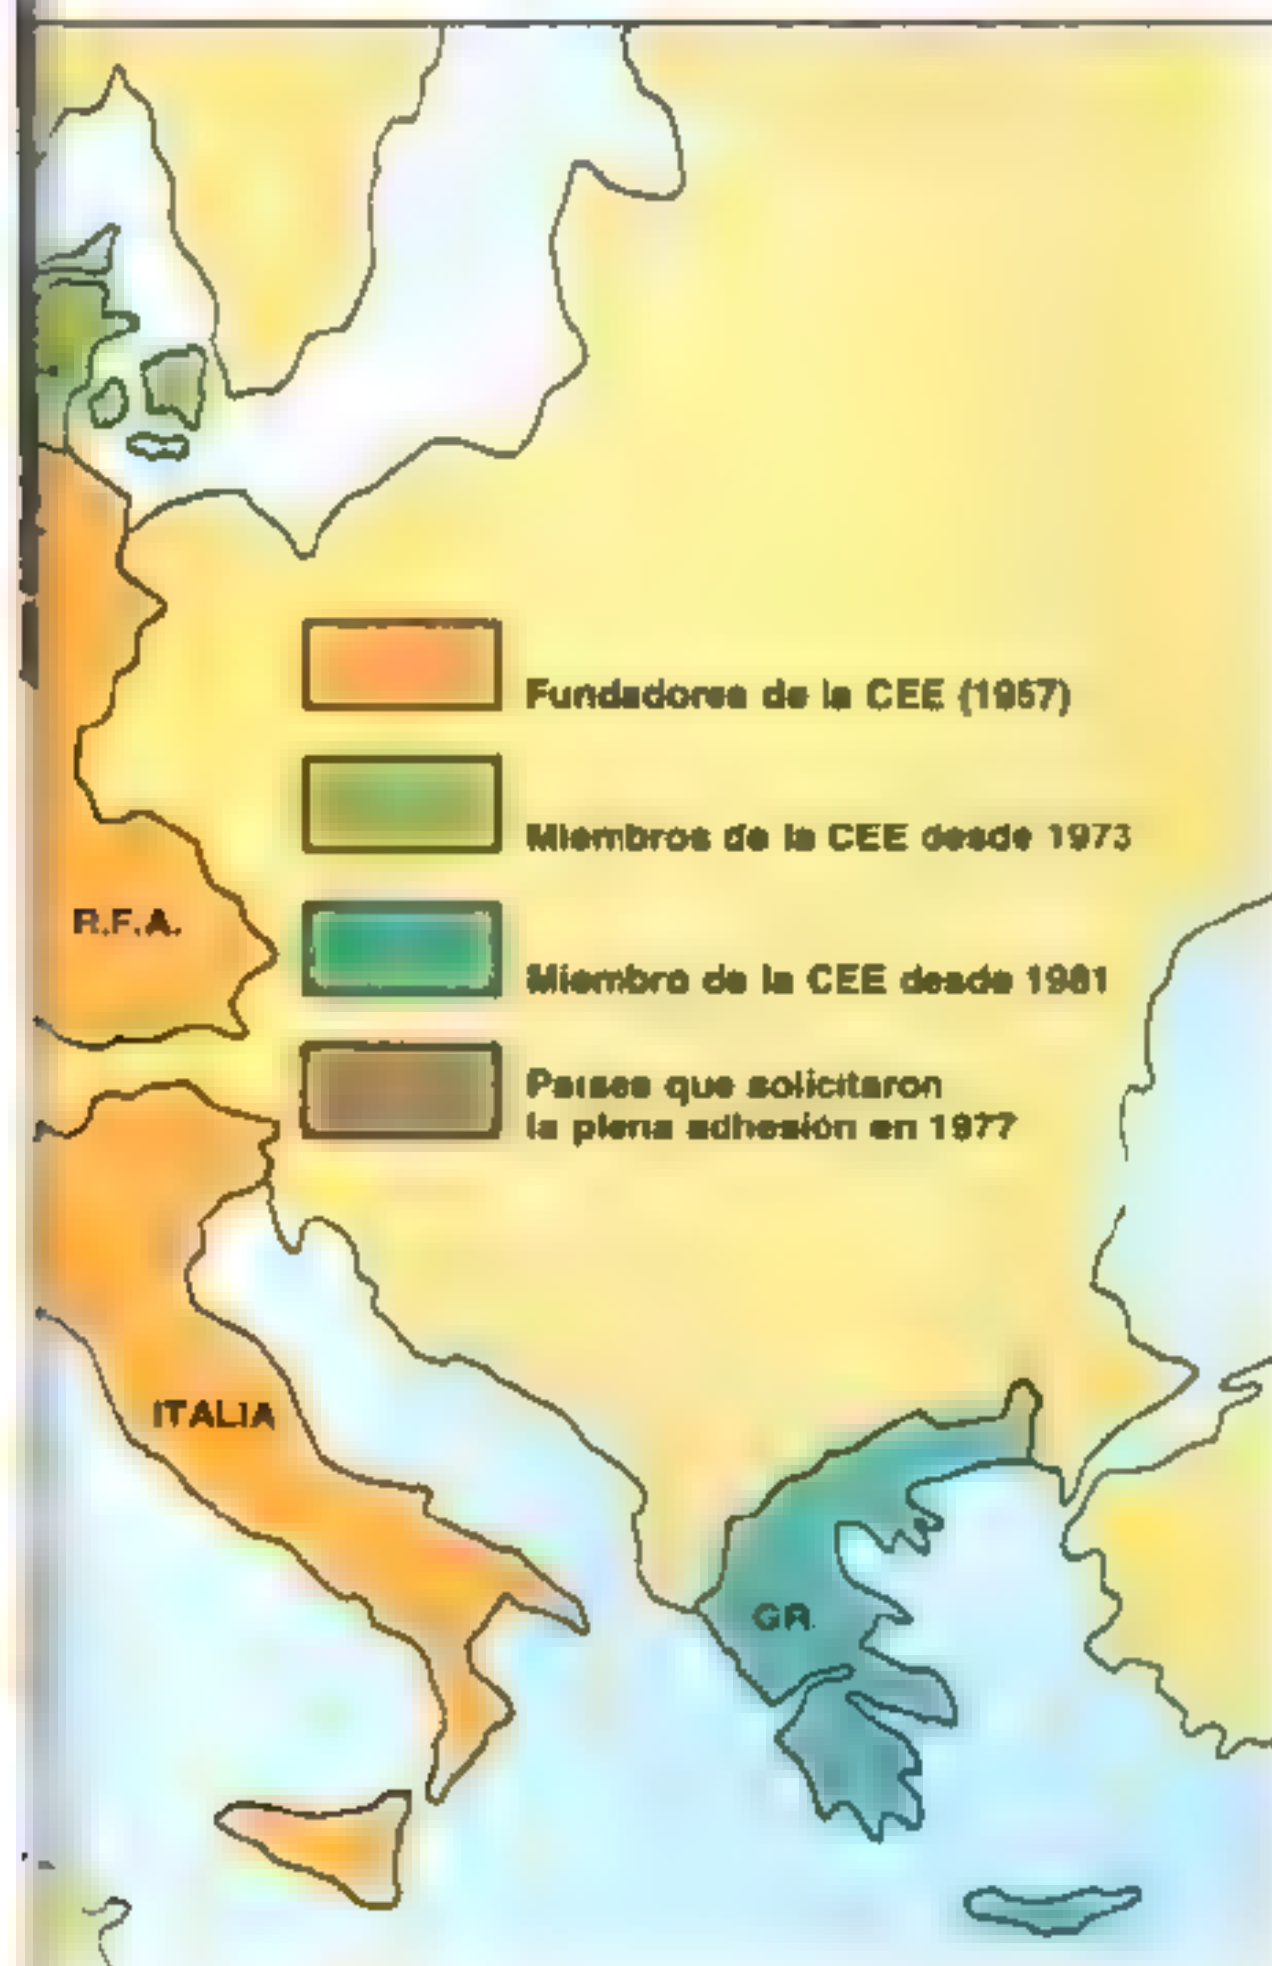 Fundadores de la CEE (1957)
Miembros de la CEE desde 1973
R.F.A.
Miembro de la CEE desde 1981
Países que solicitaron
la plena adhesión en 1977
ITALIA
GR.